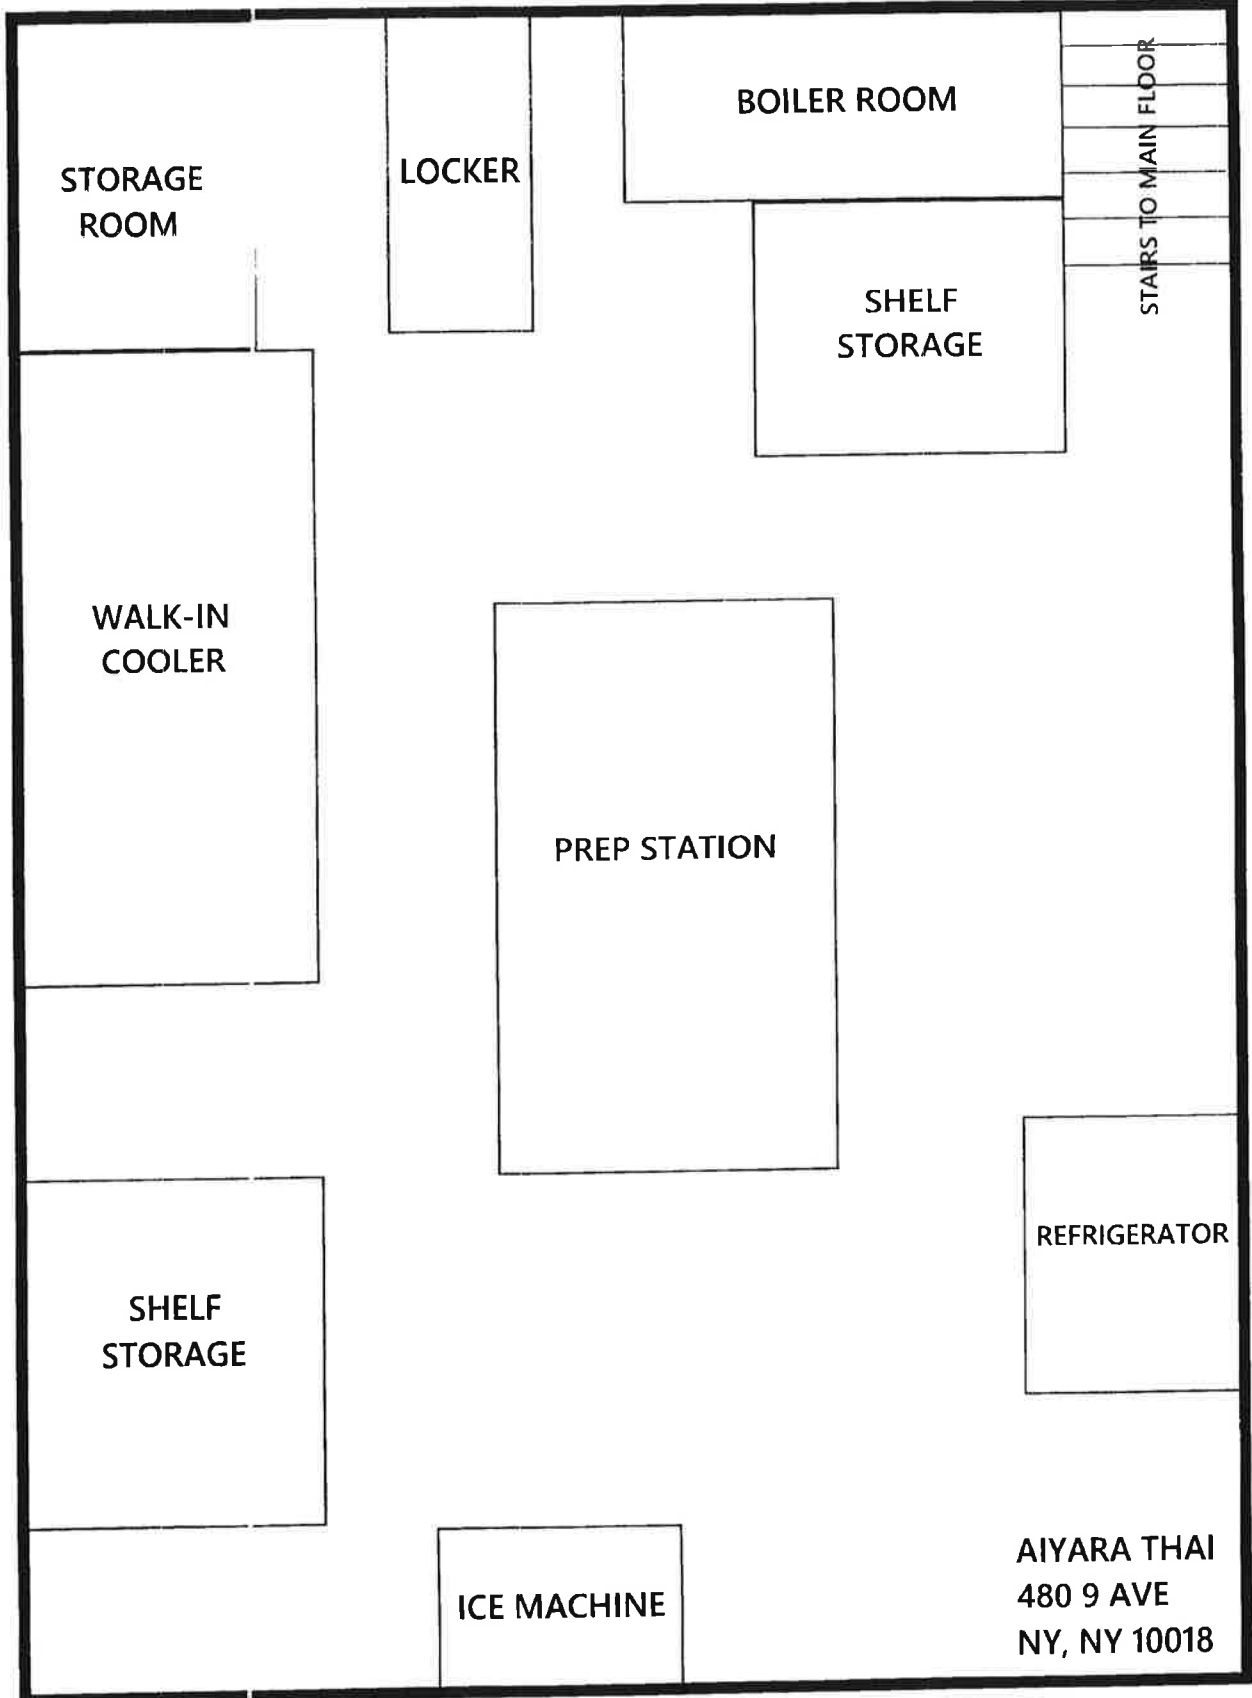 BOILER ROOM
STAIRS TO MAIN FLOOR
LOCKER
STORAGE
ROOM
SHELF
STORAGE
WALK-IN
COOLER
PREP STATION
REFRIGERATOR
SHELF
STORAGE
ICE MACHINE
AIYARA THAI
480 9 AVE
NY, NY 10018